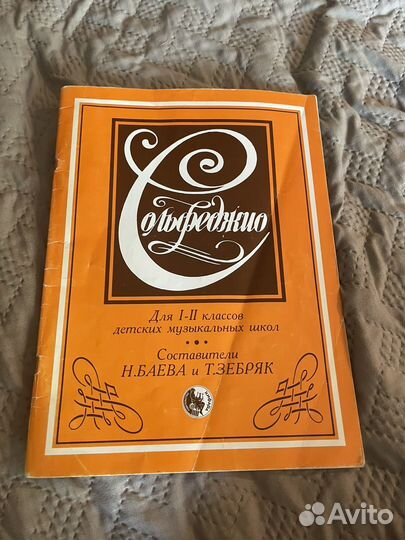 Сольфеджио
Для I-II классов
детских музыкальных школ
• • •
Составители
Н.БАЕВА и Т.ЗЕБРЯК
Avito